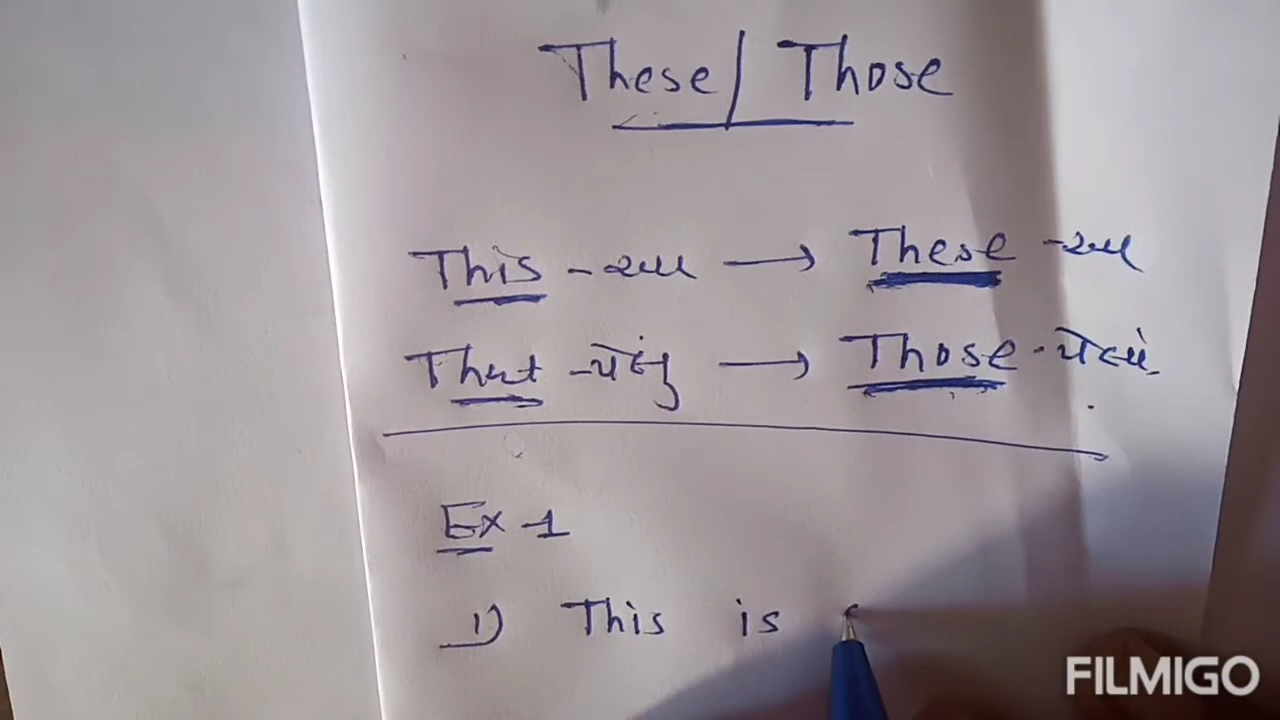 These/ Those
This - આ → These - આ
That - પેલું → Those - પેલા
Ex-1
1) This is
FILMIGO